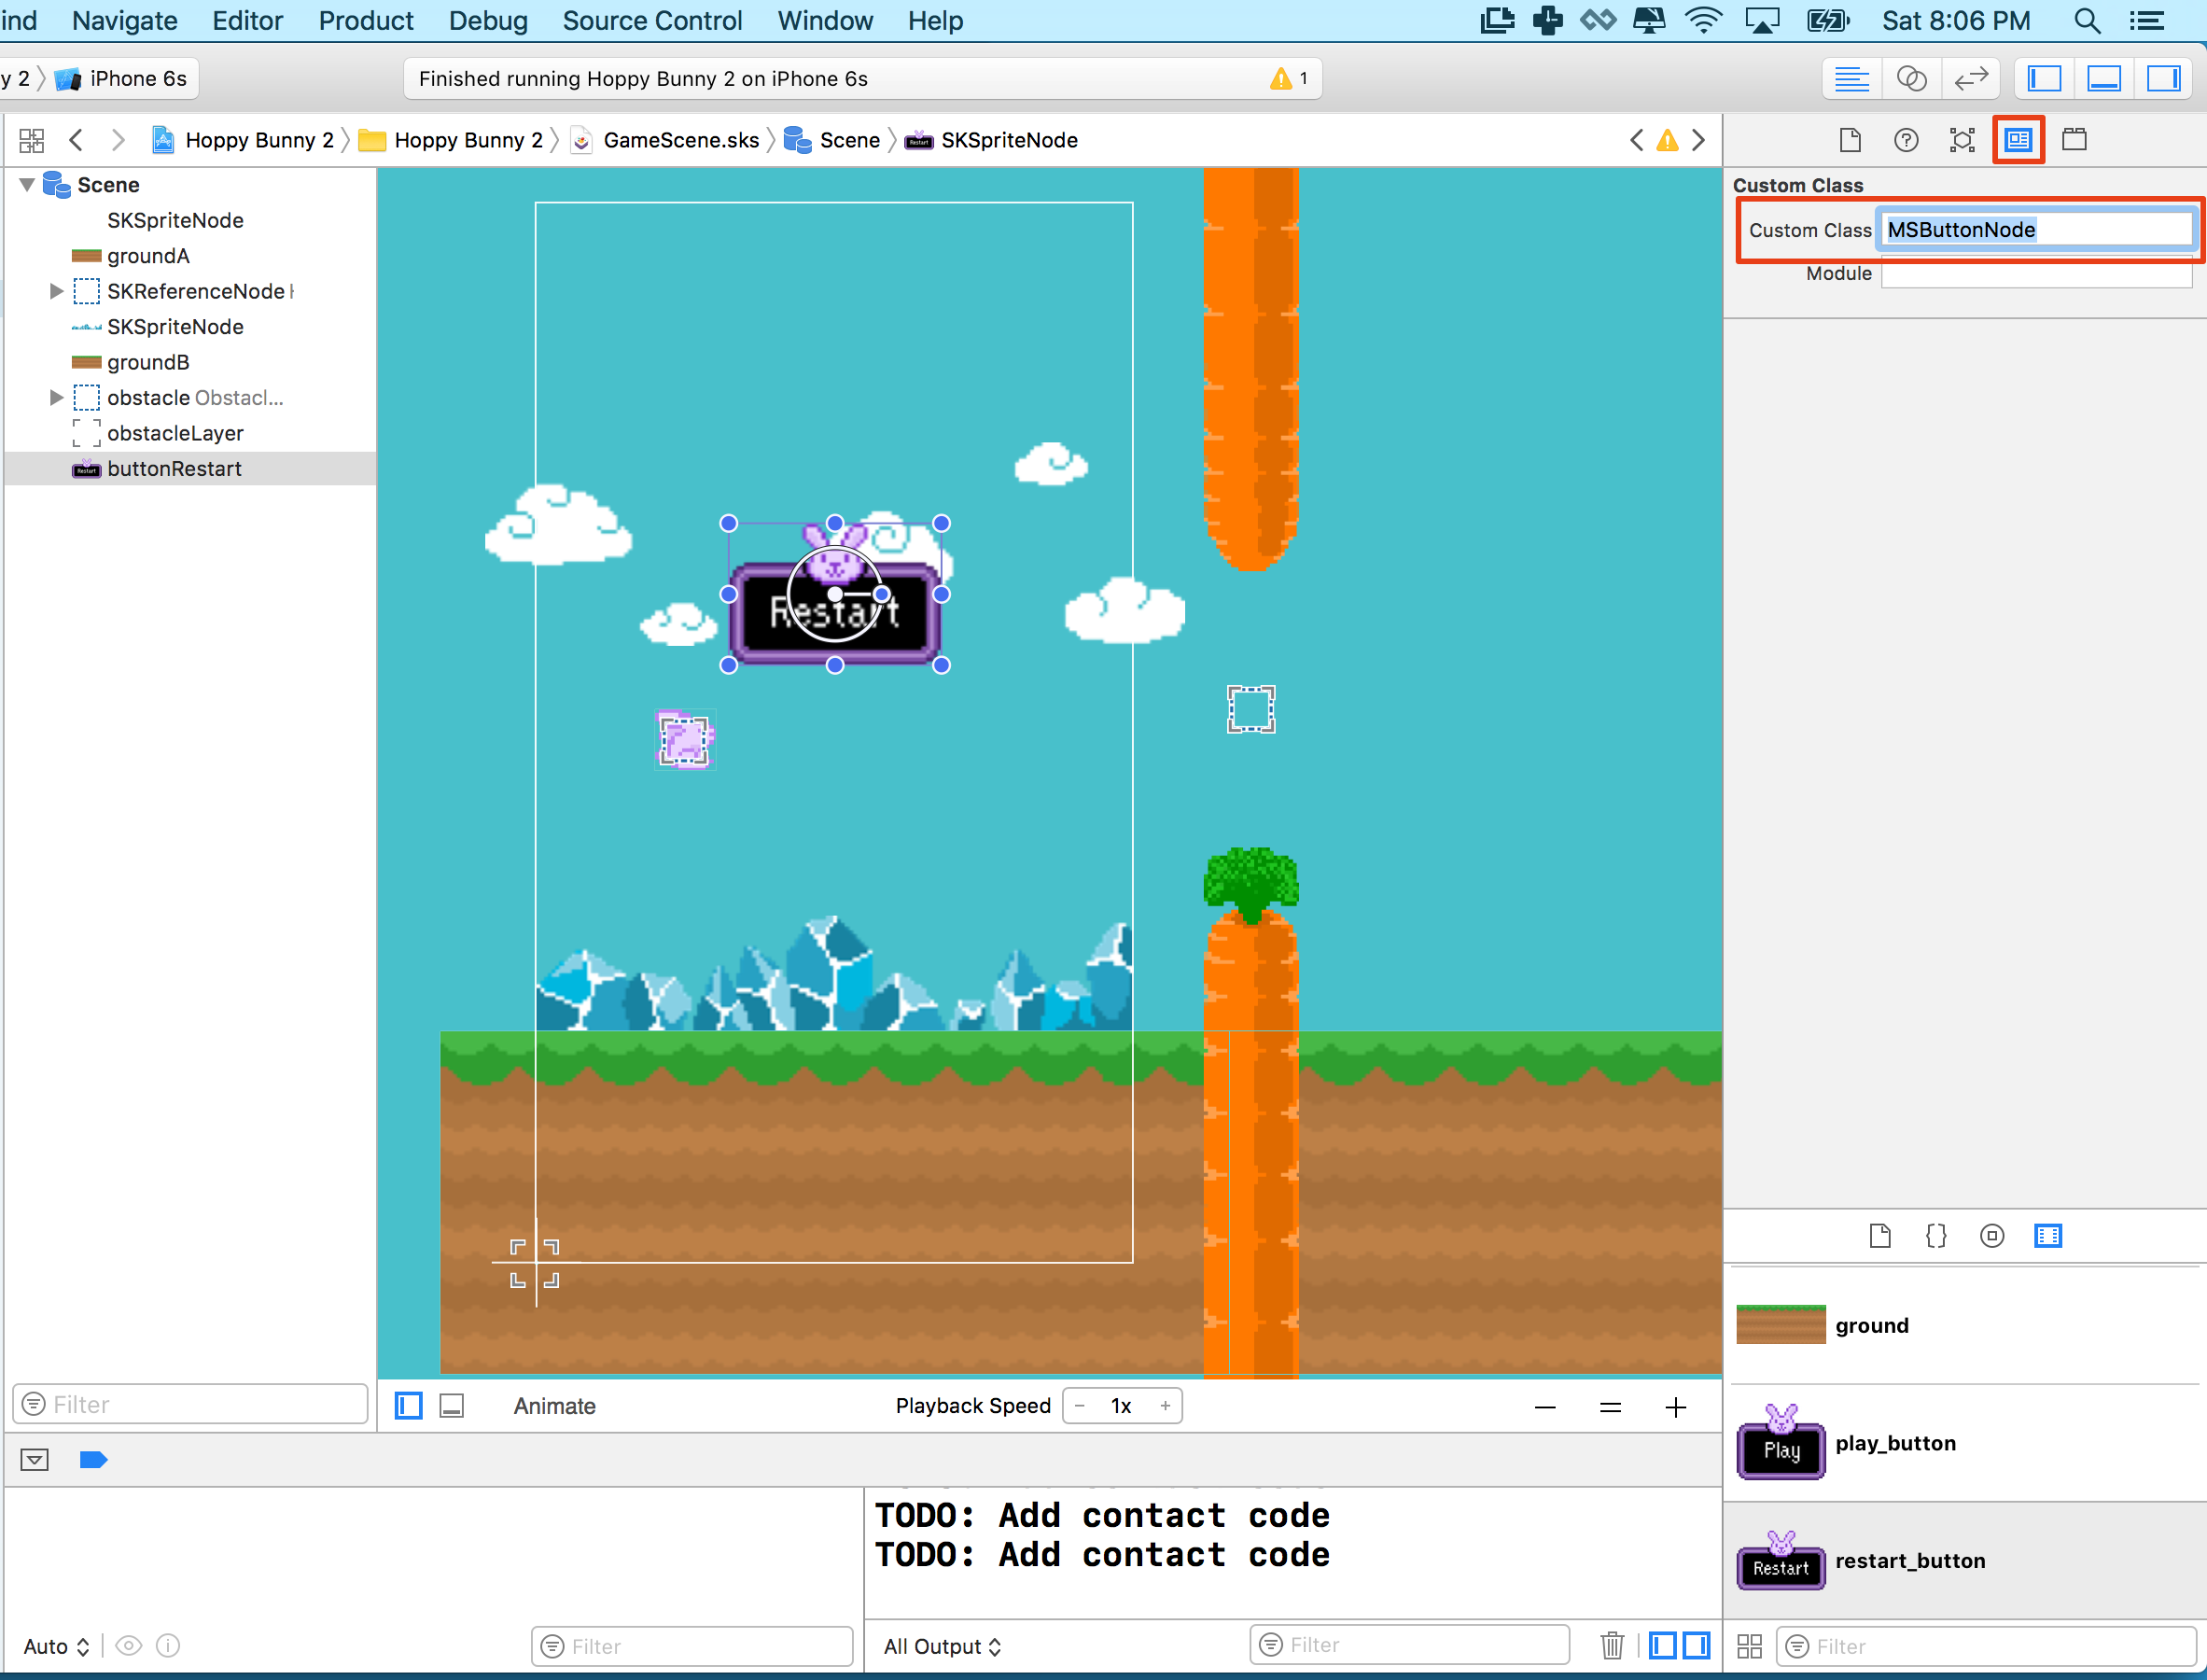 ind Navigate Editor Product Debug Source Control Window Help Sat 8:06 PM
y 2 iPhone 6s Finished running Hoppy Bunny 2 on iPhone 6s 1
Hoppy Bunny 2 Hoppy Bunny 2 GameScene.sks Scene Restart SKSpriteNode
Scene
SKSpriteNode
groundA
SKReferenceNode
SKSpriteNode
groundB
obstacle Obstacl...
obstacleLayer
Restart buttonRestart
Restart
Custom Class
Custom Class MSButtonNode
Module
ground
Play play_button
Restart restart_button
Filter
Animate
Playback Speed 1x
TODO: Add contact code
TODO: Add contact code
Auto Filter All Output Filter Filter